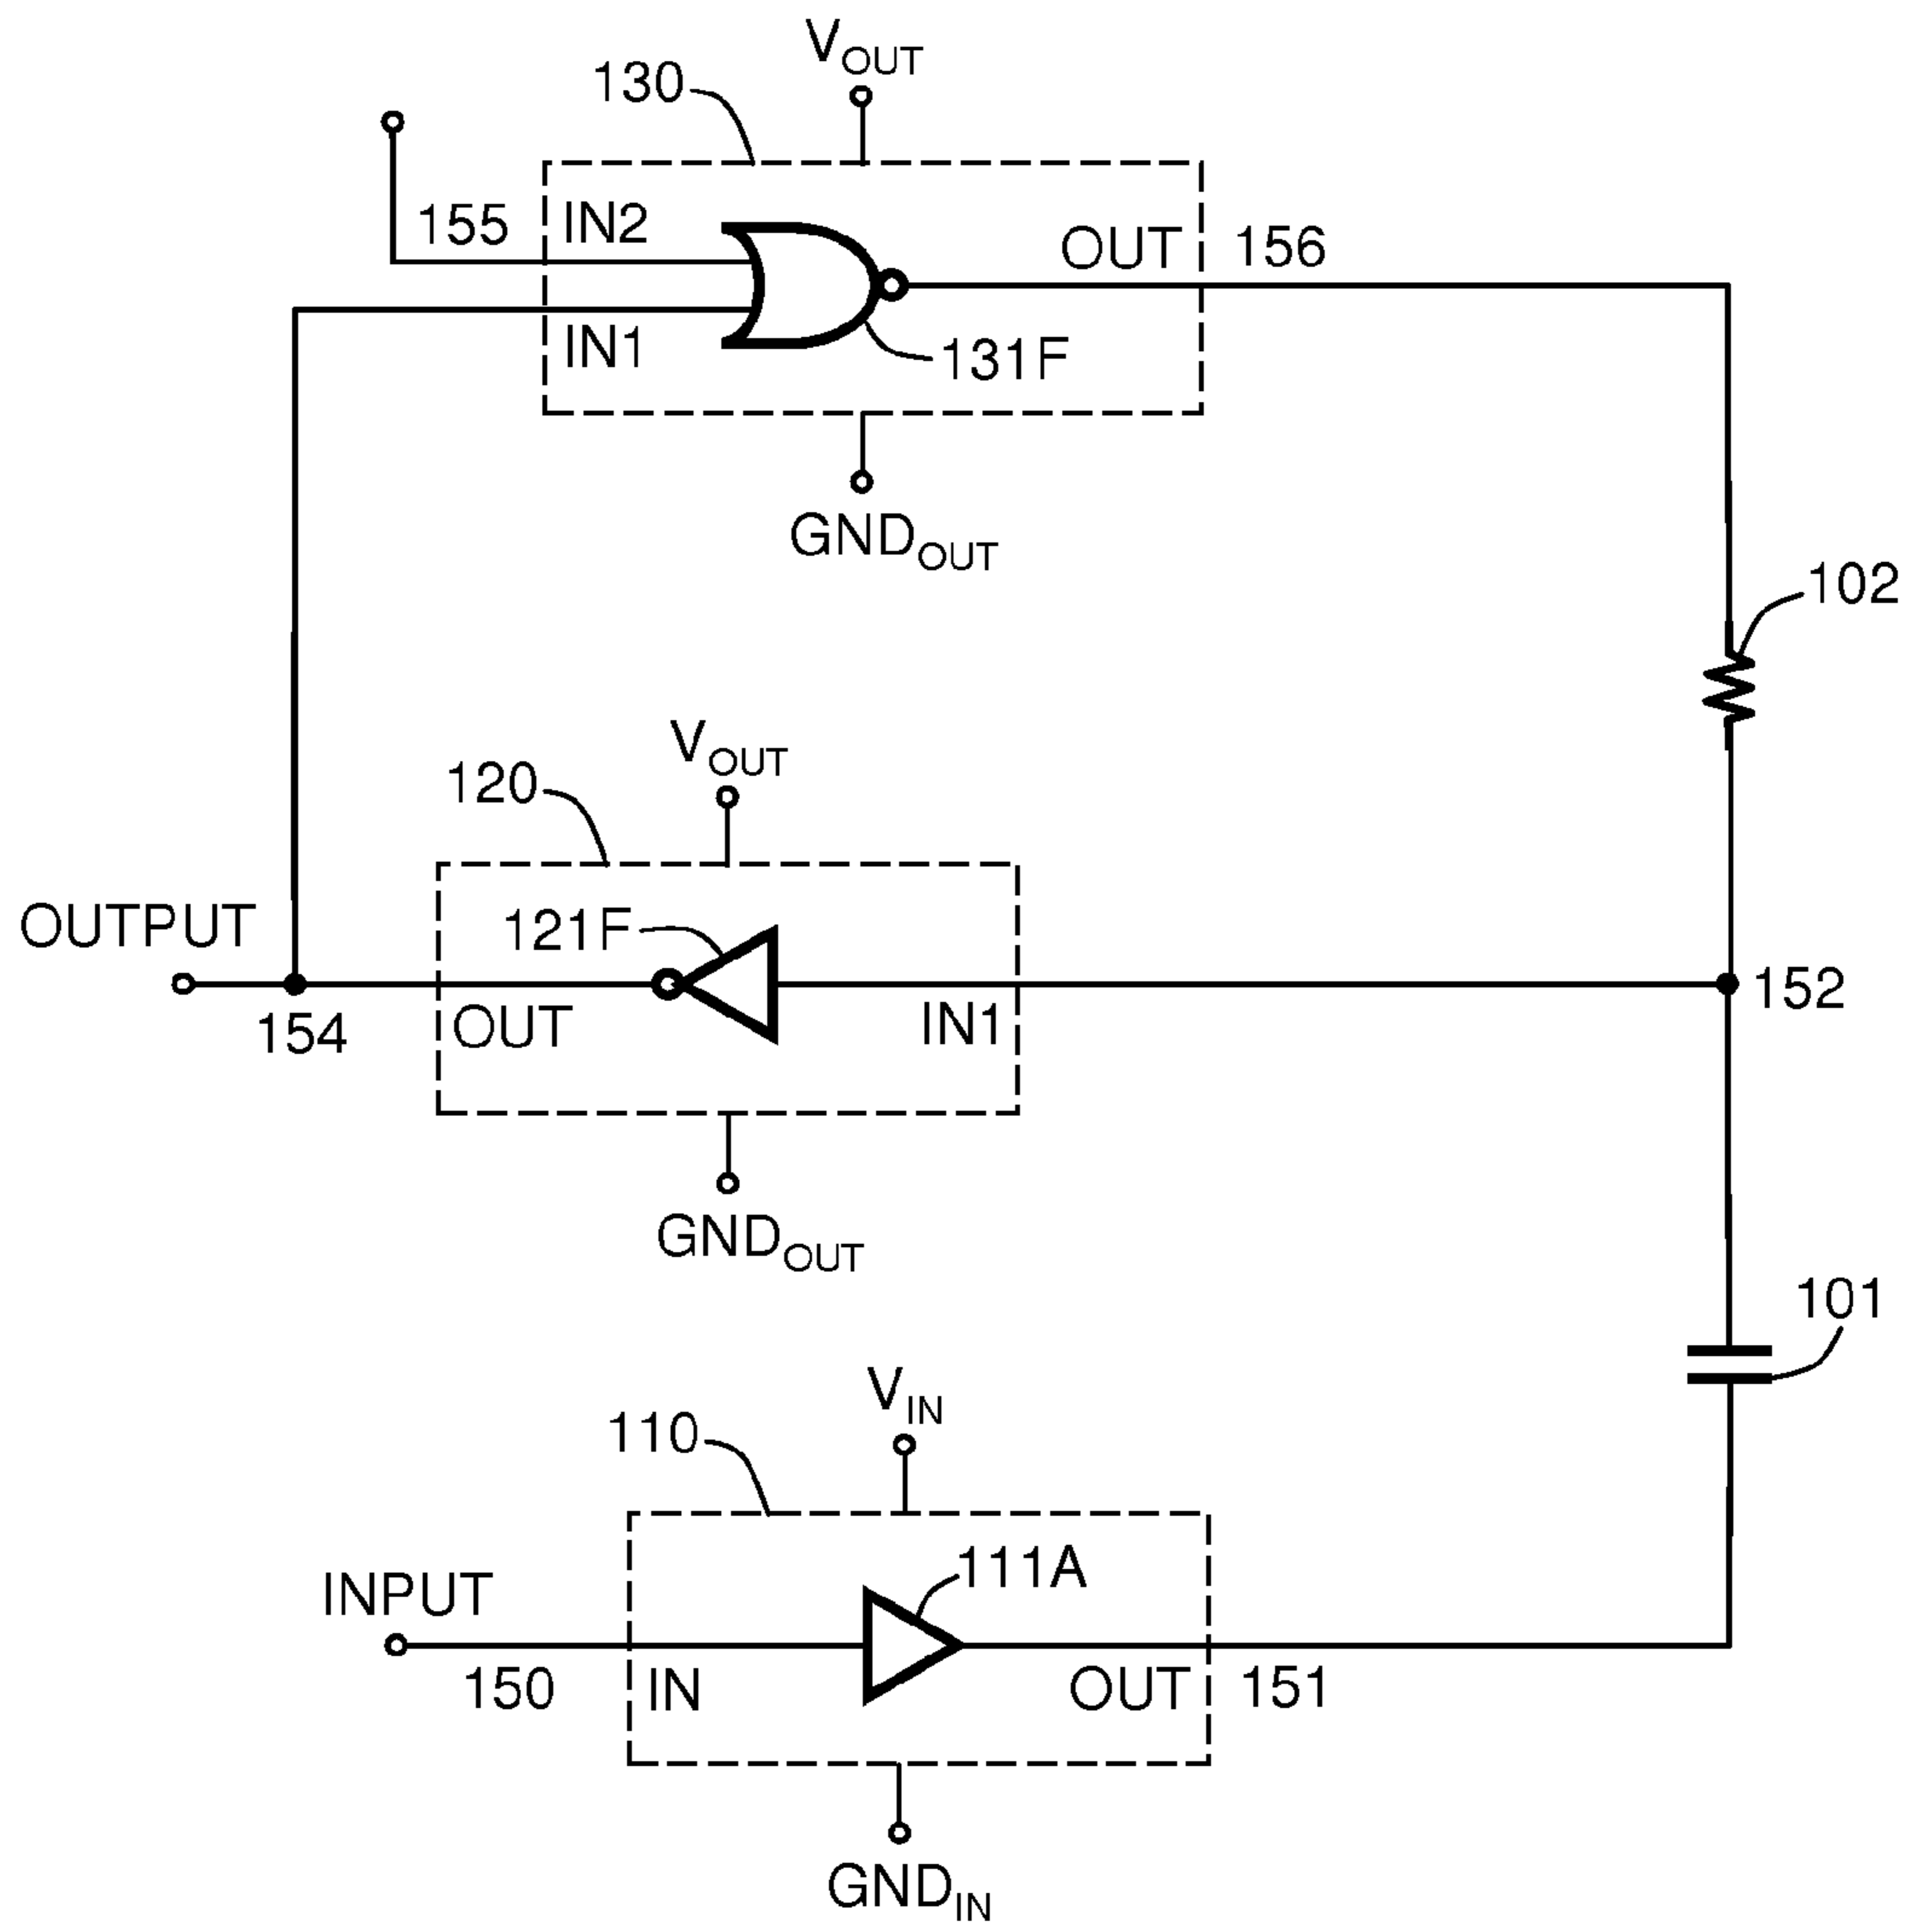 V_OUT
130
155
IN2
OUT
156
IN1
131F
GND_OUT
102
V_OUT
120
OUTPUT
121F
152
154
OUT
IN1
GND_OUT
101
V_IN
110
111A
INPUT
150
IN
OUT
151
GND_IN